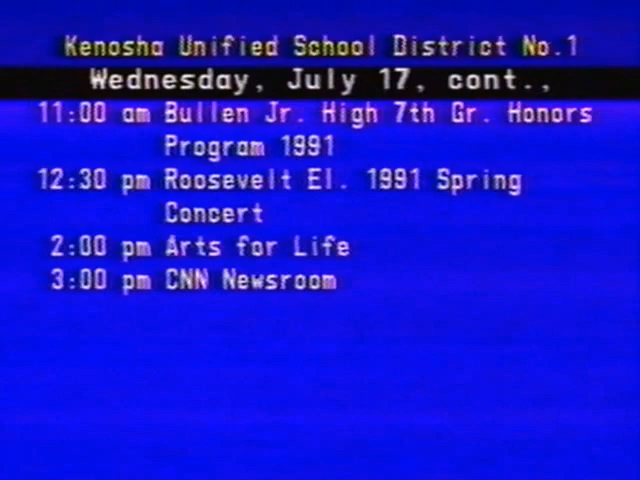 Kenosha Unified School District No.1
Wednesday, July 17, cont.,
11:00 am Bullen Jr. High 7th Gr. Honors
Program 1991
12:30 pm Roosevelt El. 1991 Spring
Concert
2:00 pm Arts for Life
3:00 pm CNN Newsroom